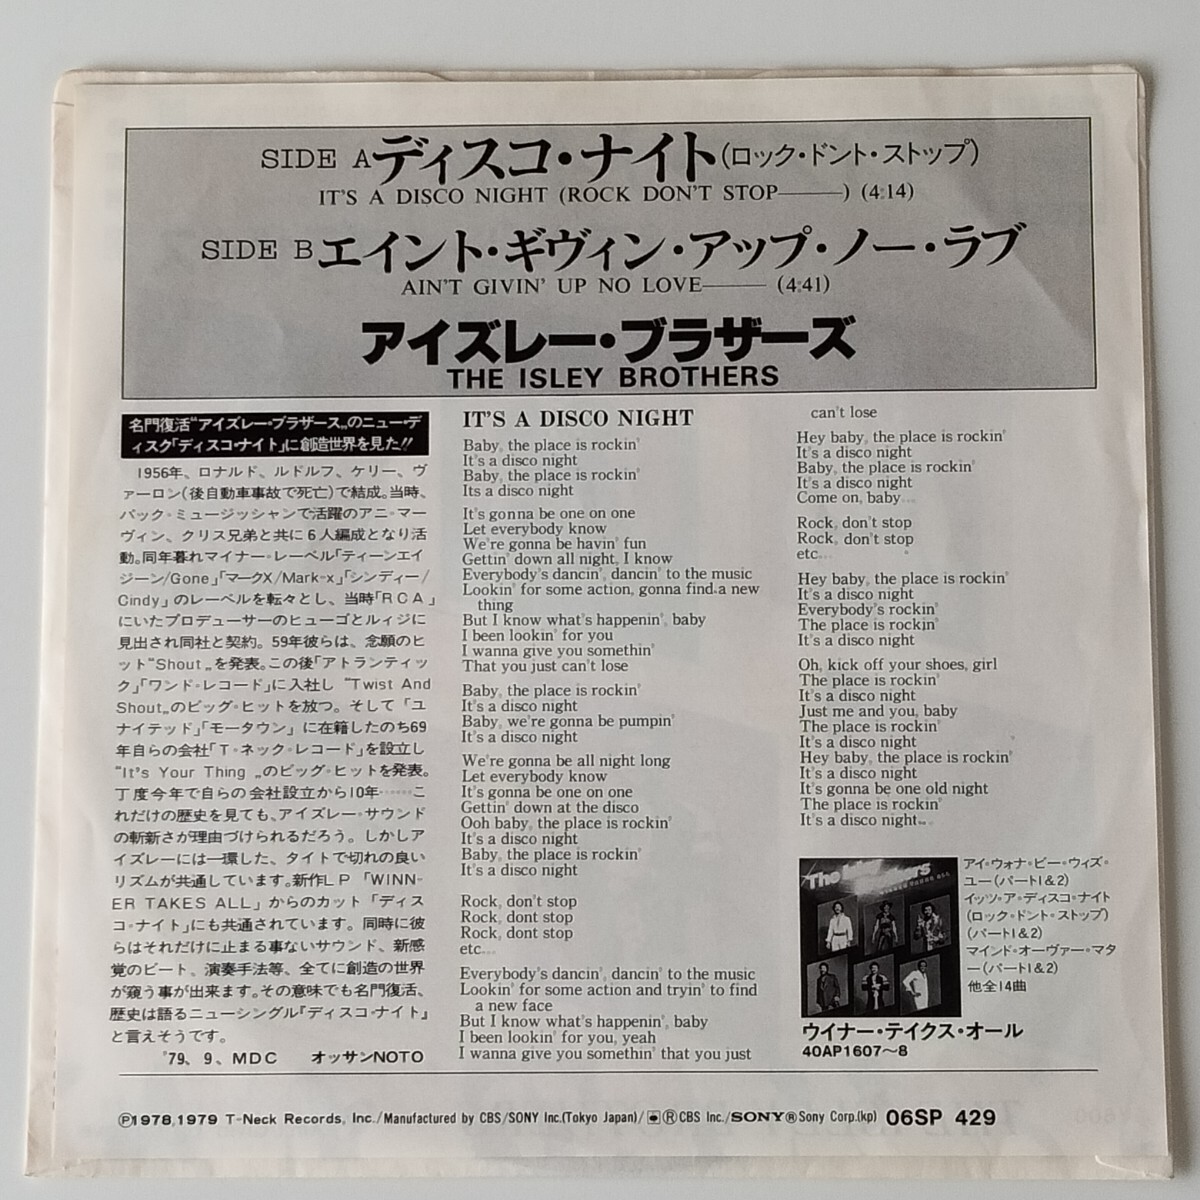 SIDE Aディスコ・ナイト(ロック・ドント・ストップ)
IT'S A DISCO NIGHT (ROCK DON'T STOP———) (4:14)
SIDE Bエイント・ギヴィン・アップ・ノー・ラブ
AIN'T GIVIN' UP NO LOVE——— (4:41)
アイズレー・ブラザーズ
THE ISLEY BROTHERS
名門復活“アイズレー・ブラザース„のニュー・デ
ィスク「ディスコ・ナイト」に創造世界を見た!!
1956年、ロナルド、ルドルフ、ケリー、ヴ
ァーロン(後自動車事故で死亡)で結成。当時、
バック・ミュージッシャンで活躍のアニ・マー
ヴィン、クリス兄弟と共に6人編成となり活
動。同年暮れマイナー・レーベル「ティーンエイ
ジーン/Gone」「マークX/Mark-x」「シンディー/
Cindy」のレーベルを転々とし、当時「RCA」
にいたプロデューサーのヒューゴとルィジに
見出され同社と契約。59年彼らは、念願のヒ
ット“Shout„を発表。この後「アトランティッ
ク」「ワンド・レコード」に入社し “Twist And
Shout„のビッグ・ヒットを放つ。そして「ユ
ナイテッド」「モータウン」に在籍したのち69
年自らの会社「T・ネック・レコード」を設立し
“It's Your Thing„のビッグ・ヒットを発表。
丁度今年で自らの会社設立から10年……こ
れだけの歴史を見ても、アイズレー・サウンド
の斬新さが理由づけられるだろう。しかしア
イズレーには一環した、タイトで切れの良い
リズムが共通しています。新作LP「WINN-
ER TAKES ALL」からのカット「ディス
コ・ナイト」にも共通されています。同時に彼
らはそれだけに止まる事ないサウンド、新感
覚のビート、演奏手法等、全てに創造の世界
が窺う事が出来ます。その意味でも名門復活、
歴史は語るニューシングル『ディスコ・ナイト』
と言えそうです。
'79、9、MDC オッサンNOTO
IT'S A DISCO NIGHT
Baby, the place is rockin'
It's a disco night
Baby, the place is rockin'
Its a disco night
It's gonna be one on one
Let everybody know
We're gonna be havin' fun
Gettin' down all night, I know
Everybody's dancin', dancin' to the music
Lookin' for some action, gonna find a new
thing
But I know what's happenin', baby
I been lookin' for you
I wanna give you somethin'
That you just can't lose
Baby, the place is rockin'
It's a disco night
Baby, we're gonna be pumpin'
It's a disco night
We're gonna be all night long
Let everybody know
It's gonna be one on one
Gettin' down at the disco
Ooh baby, the place is rockin'
It's a disco night
Baby, the place is rockin'
It's a disco night
Rock, don't stop
Rock, dont stop
Rock, dont stop
etc…
Everybody's dancin', dancin' to the music
Lookin' for some action and tryin' to find
a new face
But I know what's happenin', baby
I been lookin' for you, yeah
I wanna give you somethin' that you just
can't lose
Hey baby, the place is rockin'
It's a disco night
Baby, the place is rockin'
It's a disco night
Come on, baby…
Rock, don't stop
Rock, don't stop
etc…
Hey baby, the place is rockin'
It's a disco night
Everybody's rockin'
The place is rockin'
It's a disco night
Oh, kick off your shoes, girl
The place is rockin'
It's a disco night
Just me and you, baby
The place is rockin'
It's a disco night
Hey baby, the place is rockin'
It's a disco night
It's gonna be one old night
The place is rockin'
It's a disco night…
The Isley Brothers
アイ・ウォナ・ビー・ウィズ・
ユー(パート1&2)
イッツ・ア・ディスコ・ナイト
(ロック・ドント・ストップ)
(パート1&2)
マインド・オーヴァー・マタ
ー(パート1&2)
他全14曲
ウイナー・テイクス・オール
40AP1607〜8
Ⓟ1978,1979 T-Neck Records, Inc./Manufactured by CBS/SONY Inc.(Tokyo Japan)/®CBS Inc./SONY®Sony Corp.(kp) 06SP 429